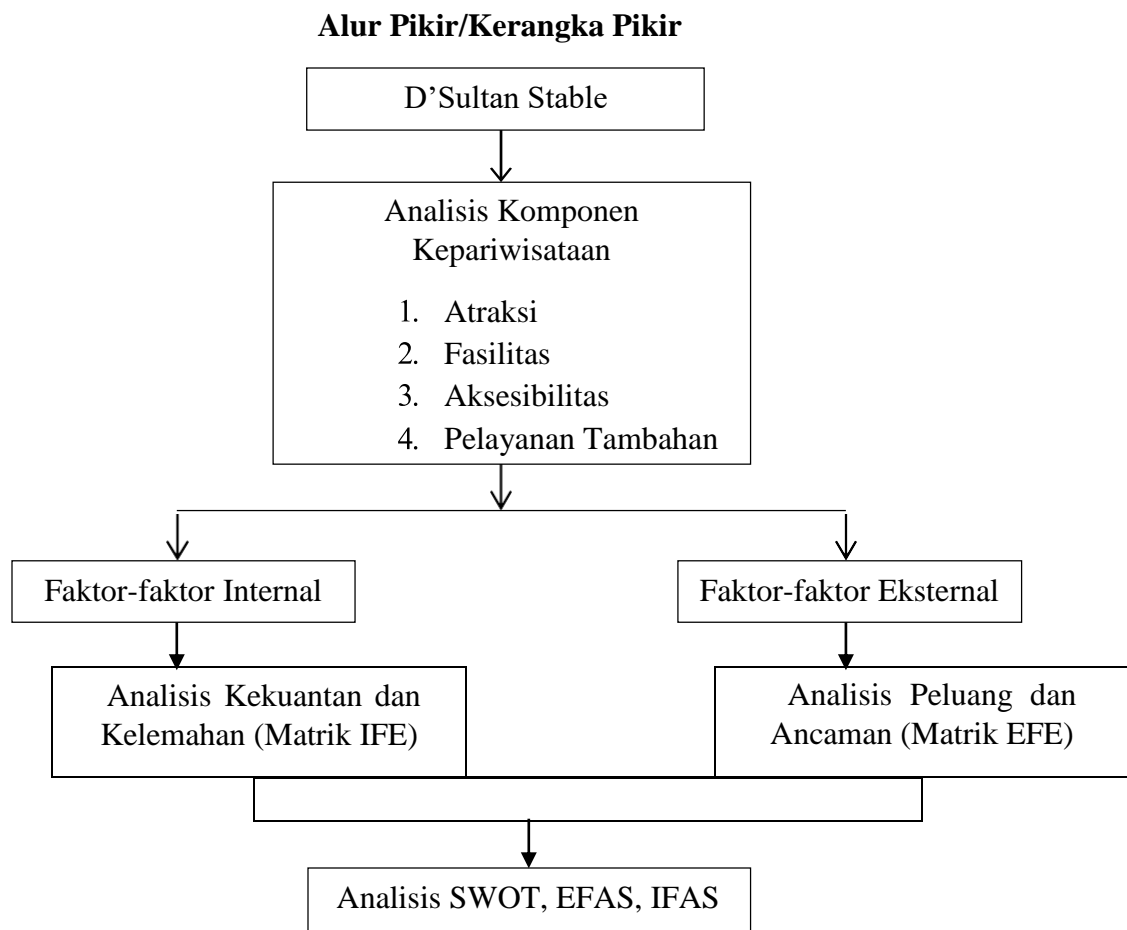 Alur Pikir/Kerangka Pikir
D’Sultan Stable
Analisis Komponen
Kepariwisataan
1. Atraksi
2. Fasilitas
3. Aksesibilitas
4. Pelayanan Tambahan
Faktor-faktor Internal
Faktor-faktor Eksternal
Analisis Kekuantan dan
Kelemahan (Matrik IFE)
Analisis Peluang dan
Ancaman (Matrik EFE)
Analisis SWOT, EFAS, IFAS